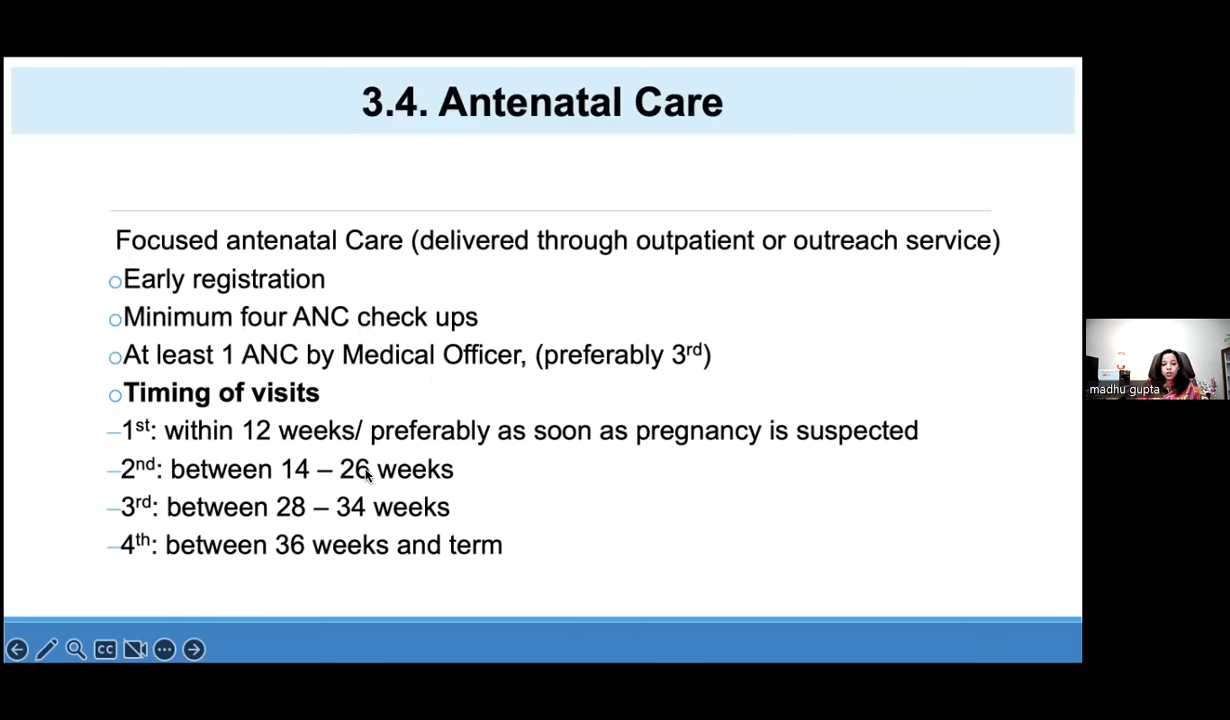 3.4. Antenatal Care
Focused antenatal Care (delivered through outpatient or outreach service)
oEarly registration
oMinimum four ANC check ups
oAt least 1 ANC by Medical Officer, (preferably 3rd)
oTiming of visits
–1st: within 12 weeks/ preferably as soon as pregnancy is suspected
–2nd: between 14 – 26 weeks
–3rd: between 28 – 34 weeks
–4th: between 36 weeks and term
madhu gupta
CC